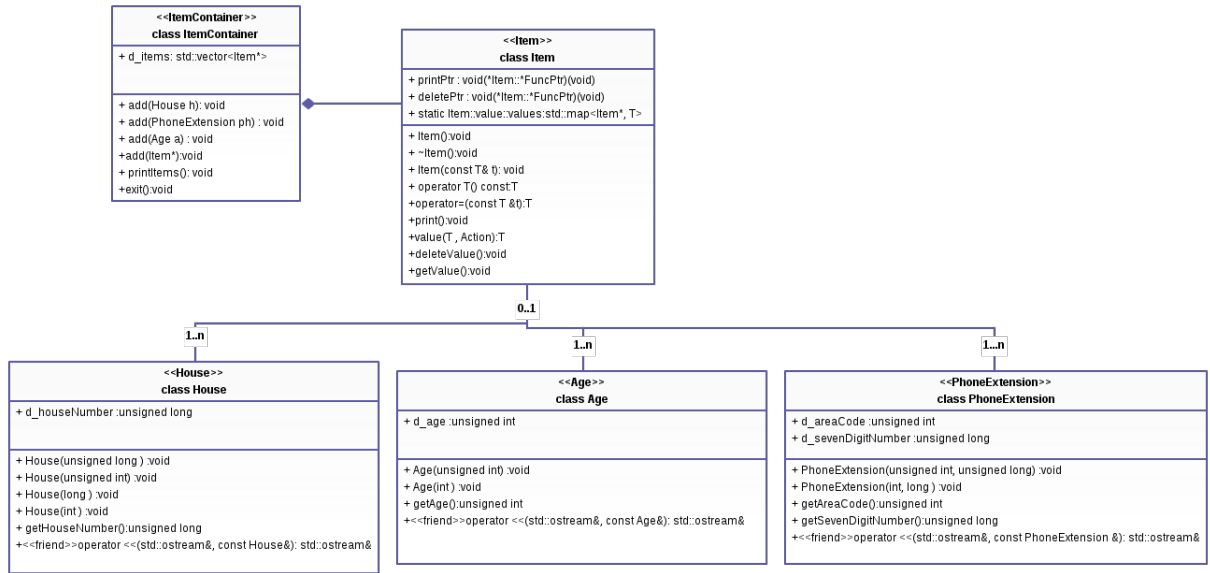 <<ItemContainer>>
class ItemContainer
+ d_items: std::vector<Item*>
+ add(House h): void
+ add(PhoneExtension ph) : void
+ add(Age a) : void
+add(Item*):void
+ printItems(): void
+exit():void
<<Item>>
class Item
+ printPtr : void(*Item::*FuncPtr)(void)
+ deletePtr : void(*Item::*FuncPtr)(void)
+ static Item::value::values:std::map<Item*, T>
+ Item():void
+ ~Item():void
+ Item(const T& t): void
+ operator T() const:T
+operator=(const T &t):T
+print():void
+value(T , Action):T
+deleteValue():void
+getValue():void
0..1
1..n
1..n
1...n
<<House>>
class House
+ d_houseNumber :unsigned long
+ House(unsigned long ) :void
+ House(unsigned int) :void
+ House(long ) :void
+ House(int ) :void
+ getHouseNumber():unsigned long
+<<friend>>operator <<(std::ostream&, const House&): std::ostream&
<<Age>>
class Age
+ d_age :unsigned int
+ Age(unsigned int) :void
+ Age(int ) : void
+ getAge():unsigned int
+<<friend>>operator <<(std::ostream&, const Age&): std::ostream&
<<PhoneExtension>>
class PhoneExtension
+ d_areaCode :unsigned int
+ d_sevenDigitNumber :unsigned long
+ PhoneExtension(unsigned int, unsigned long) :void
+ PhoneExtension(int, long ) :void
+ getAreaCode():unsigned int
+ getSevenDigitNumber():unsigned long
+<<friend>>operator <<(std::ostream&, const PhoneExtension &): std::ostream&